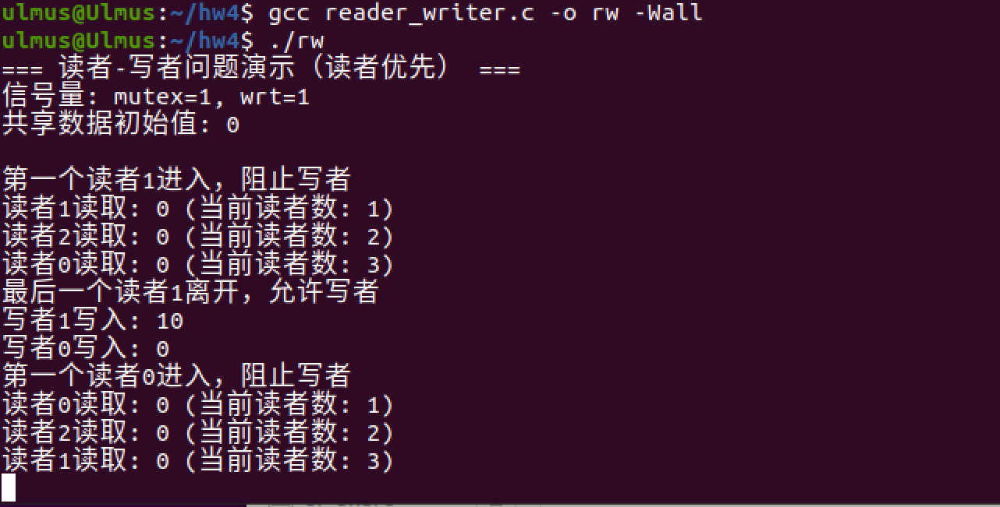 ulmus@Ulmus:~/hw4$ gcc reader_writer.c -o rw -Wall
ulmus@Ulmus:~/hw4$ ./rw
=== 读者-写者问题演示（读者优先） ===
信号量: mutex=1, wrt=1
共享数据初始值: 0
第一个读者1进入，阻止写者
读者1读取: 0 (当前读者数: 1)
读者2读取: 0 (当前读者数: 2)
读者0读取: 0 (当前读者数: 3)
最后一个读者1离开，允许写者
写者1写入: 10
写者0写入: 0
第一个读者0进入，阻止写者
读者0读取: 0 (当前读者数: 1)
读者2读取: 0 (当前读者数: 2)
读者1读取: 0 (当前读者数: 3)